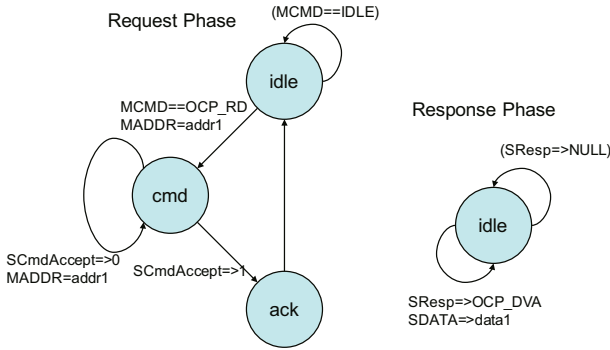 Request Phase
(MCMD==IDLE)
idle
MCMD==OCP_RD
MADDR=addr1
cmd
SCmdAccept=>0
MADDR=addr1
SCmdAccept=>1
ack
Response Phase
(SResp=>NULL)
idle
SResp=>OCP_DVA
SDATA=>data1